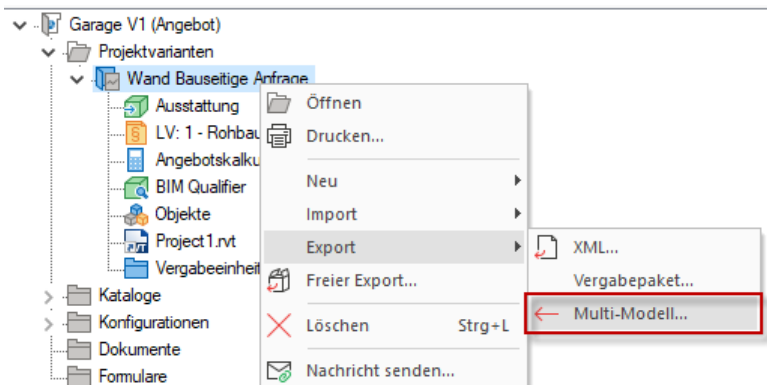 Garage V1 (Angebot)
Projektvarianten
Wand Bauseitige Anfrage
Ausstattung
LV: 1 - Rohbau
Angebotskalku
BIM Qualifier
Objekte
Project1.rvt
Vergabeeinheit
Kataloge
Konfigurationen
Dokumente
Formulare
Öffnen
Drucken...
Neu
Import
Export
Freier Export...
Löschen Strg+L
Nachricht senden...
XML...
Vergabepaket...
Multi-Modell...